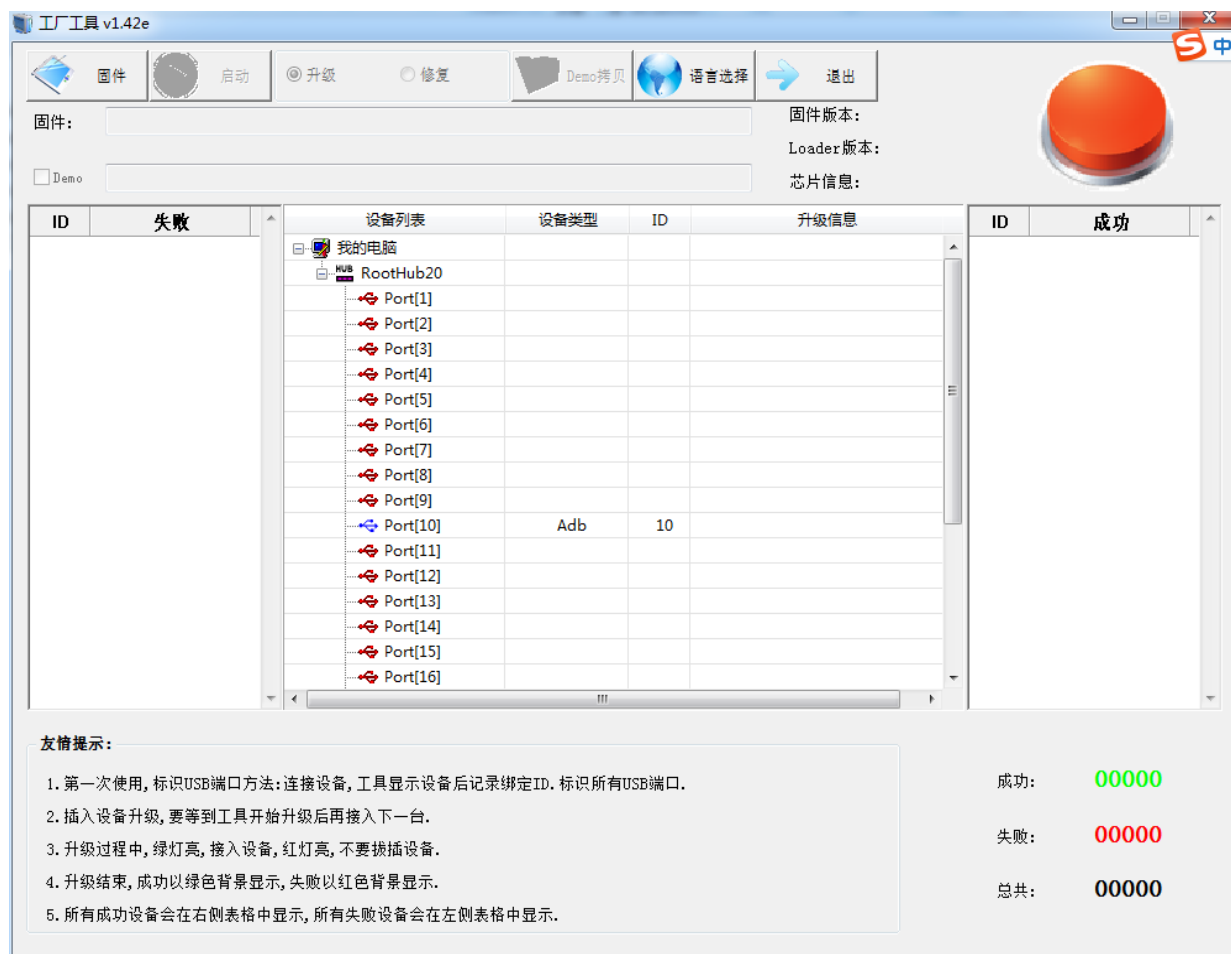 工厂工具 v1.42e
中
固件
启动
升级
修复
Demo拷贝
语言选择
退出
固件:
固件版本:
Loader版本:
Demo
芯片信息:
ID 失败
设备列表 设备类型 ID 升级信息
ID 成功
我的电脑
HUB RootHub20
Port[1]
Port[2]
Port[3]
Port[4]
Port[5]
Port[6]
Port[7]
Port[8]
Port[9]
Port[10] Adb 10
Port[11]
Port[12]
Port[13]
Port[14]
Port[15]
Port[16]
友情提示:
1.第一次使用,标识USB端口方法:连接设备,工具显示设备后记录绑定ID.标识所有USB端口.
2.插入设备升级,要等到工具开始升级后再接入下一台.
3.升级过程中,绿灯亮,接入设备,红灯亮,不要拔插设备.
4.升级结束,成功以绿色背景显示,失败以红色背景显示.
5.所有成功设备会在右侧表格中显示,所有失败设备会在左侧表格中显示.
成功: 00000
失败: 00000
总共: 00000